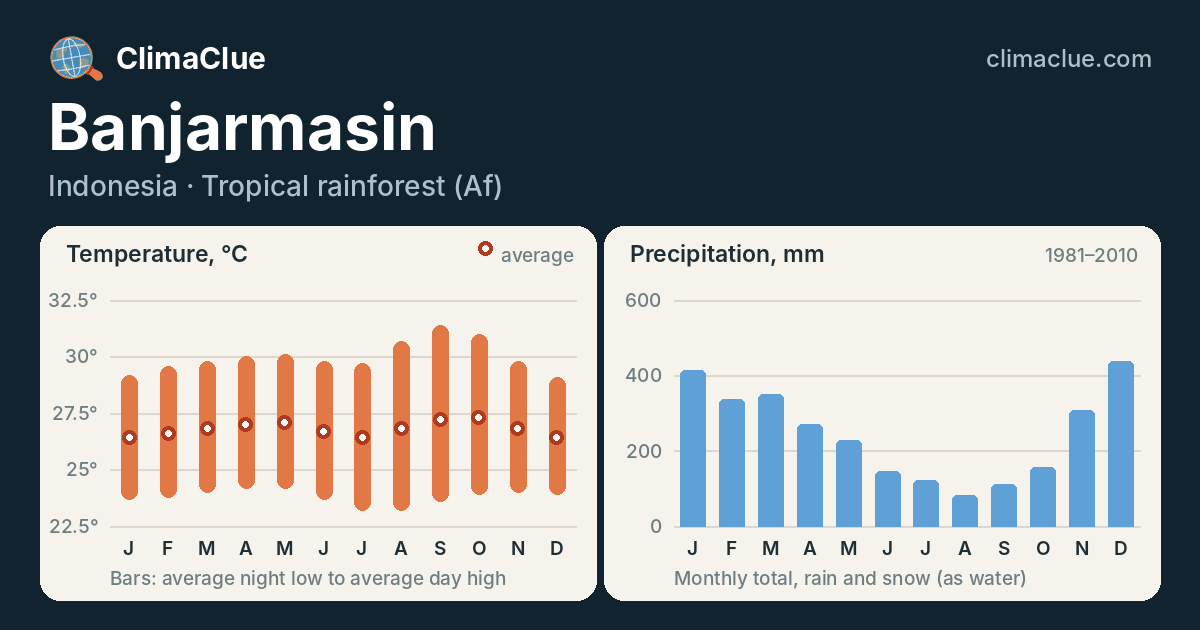 ClimaClue
climaclue.com
Banjarmasin
Indonesia · Tropical rainforest (Af)
Temperature, °C
average
32.5°
30°
27.5°
25°
22.5°
J F M A M J J A S O N D
Bars: average night low to average day high
Precipitation, mm
1981–2010
600
400
200
0
J F M A M J J A S O N D
Monthly total, rain and snow (as water)